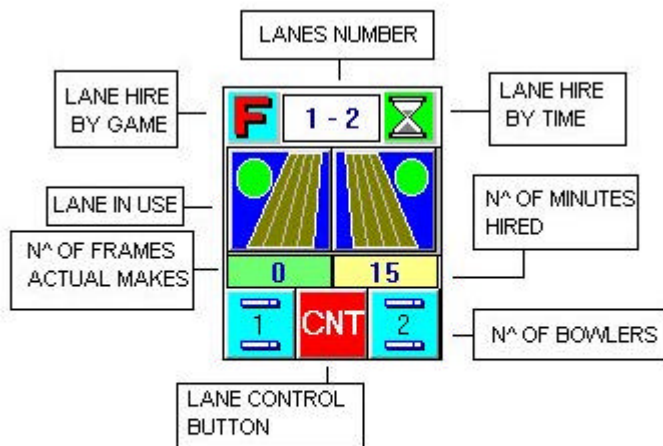 LANES NUMBER
LANE HIRE
BY GAME
F
1 - 2
LANE HIRE
BY TIME
LANE IN USE
N^ OF MINUTES
HIRED
N^ OF FRAMES
ACTUAL MAKES
0
15
1
CNT
2
N^ OF BOWLERS
LANE CONTROL
BUTTON